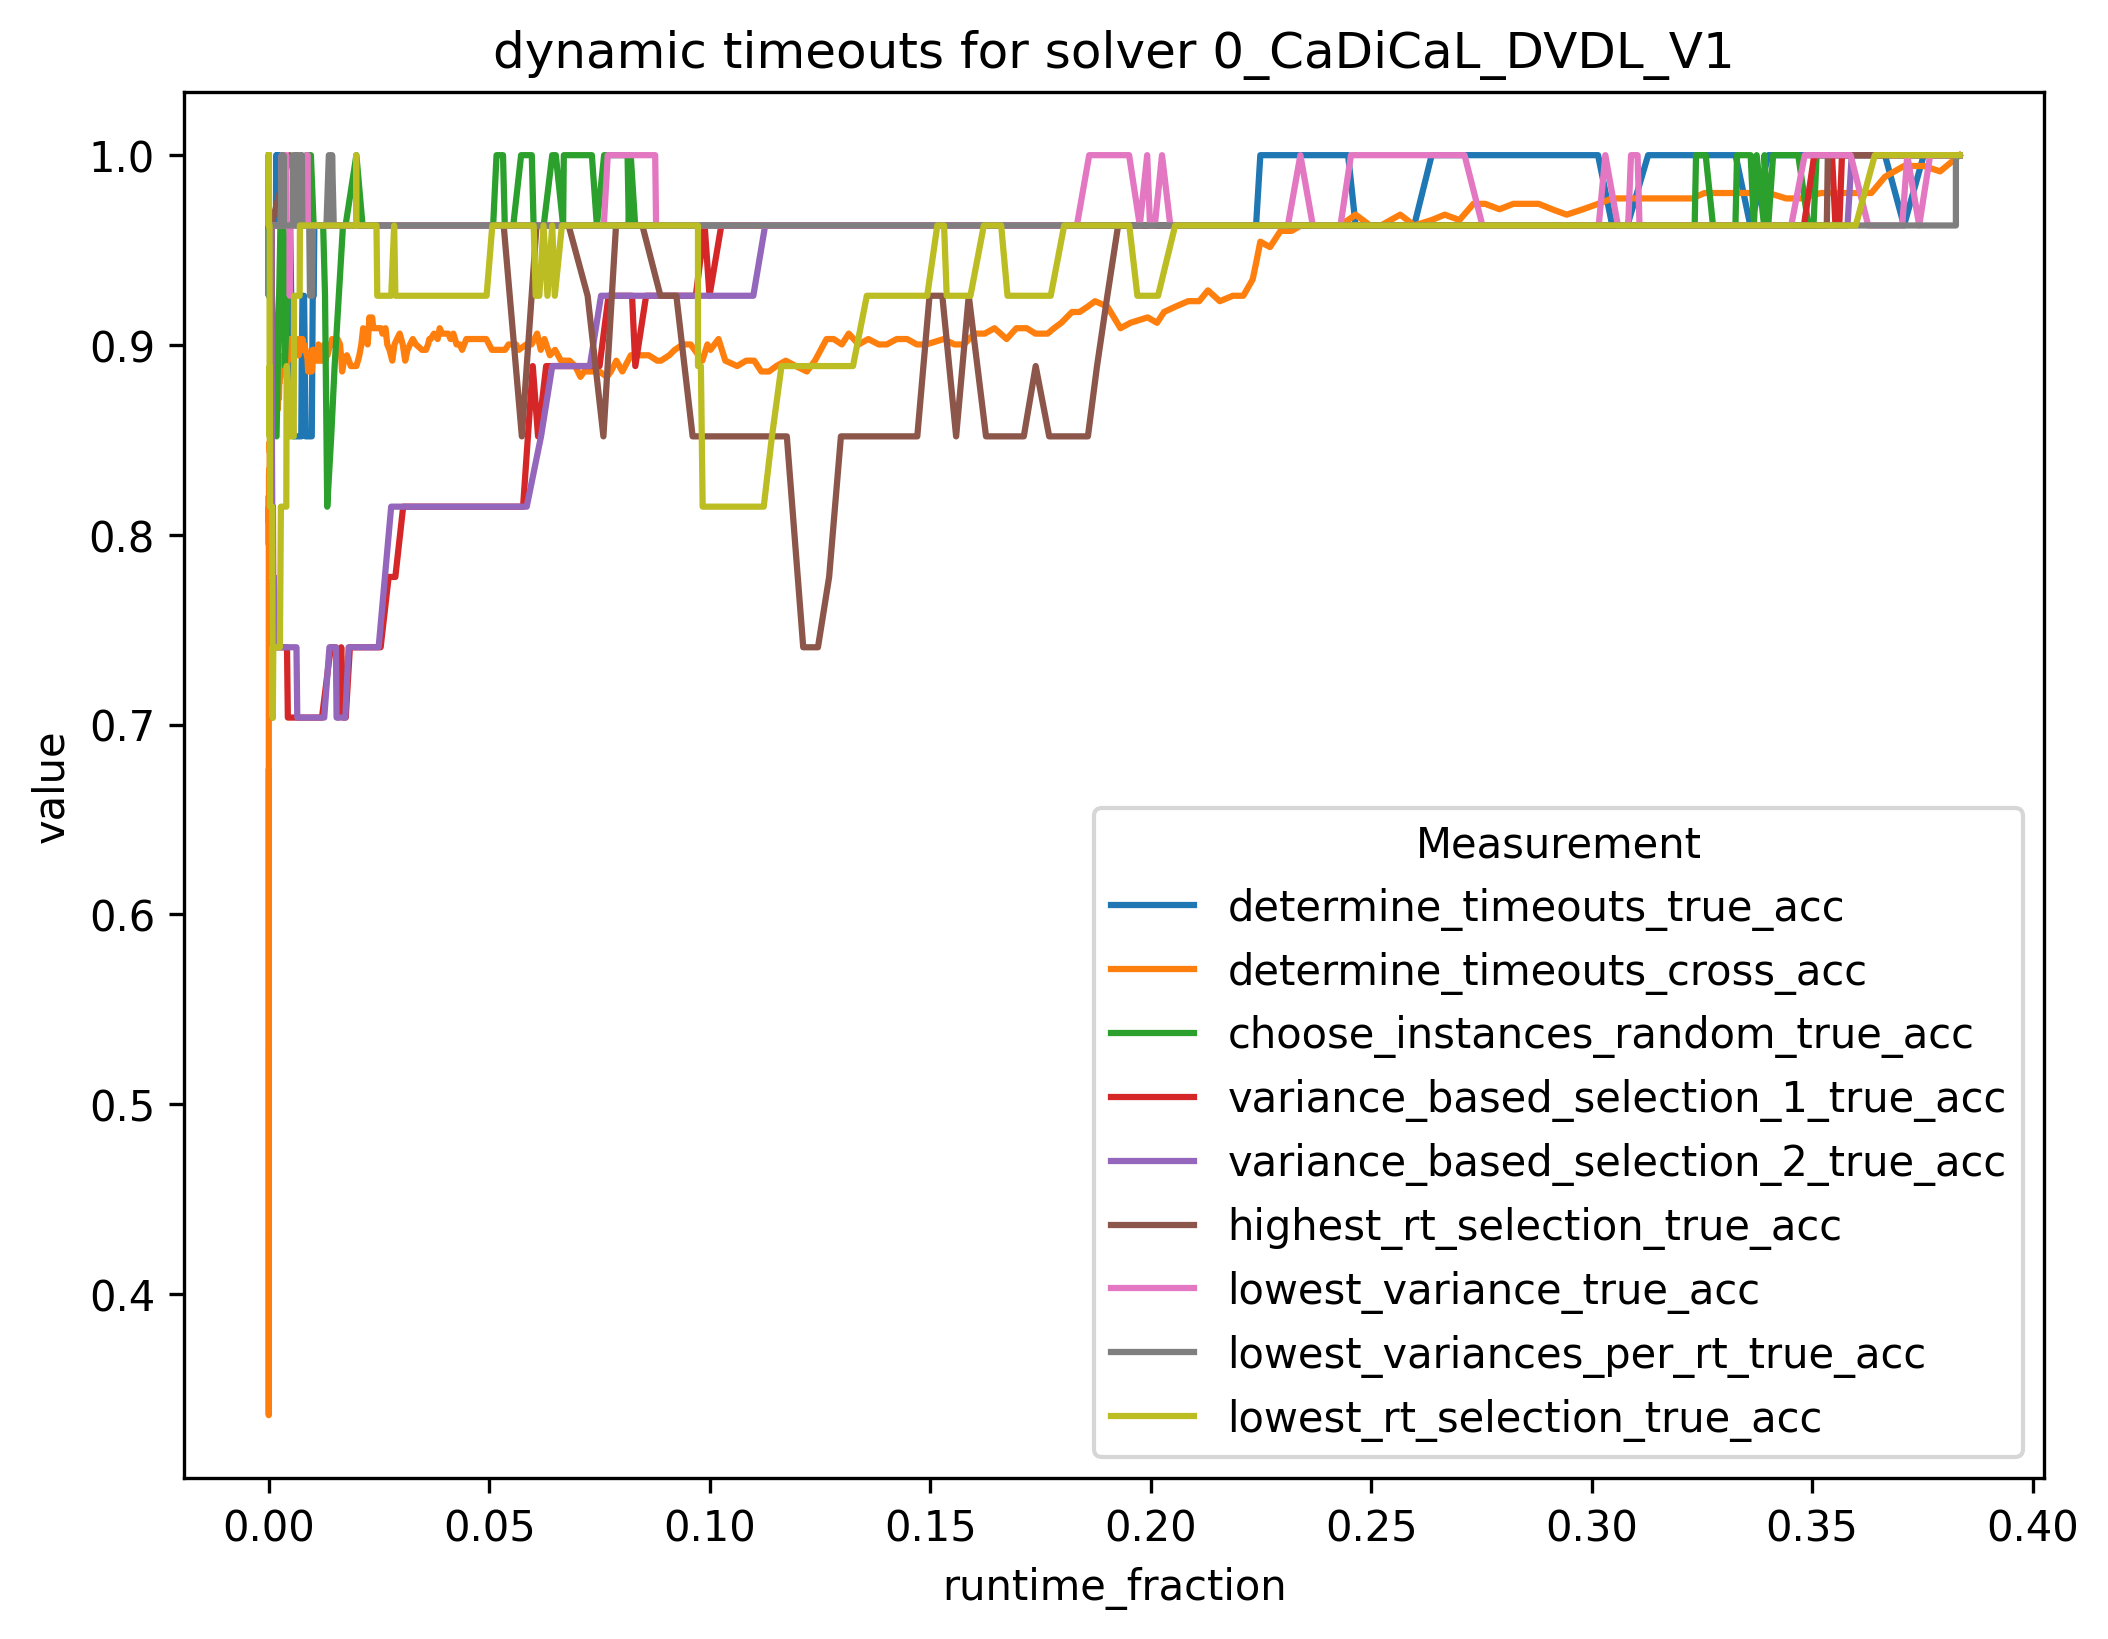 dynamic timeouts for solver 0_CaDiCaL_DVDL_V1
1.0
0.9
0.8
0.7
0.6
0.5
0.4
value
Measurement
determine_timeouts_true_acc
determine_timeouts_cross_acc
choose_instances_random_true_acc
variance_based_selection_1_true_acc
variance_based_selection_2_true_acc
highest_rt_selection_true_acc
lowest_variance_true_acc
lowest_variances_per_rt_true_acc
lowest_rt_selection_true_acc
0.00 0.05 0.10 0.15 0.20 0.25 0.30 0.35 0.40
runtime_fraction